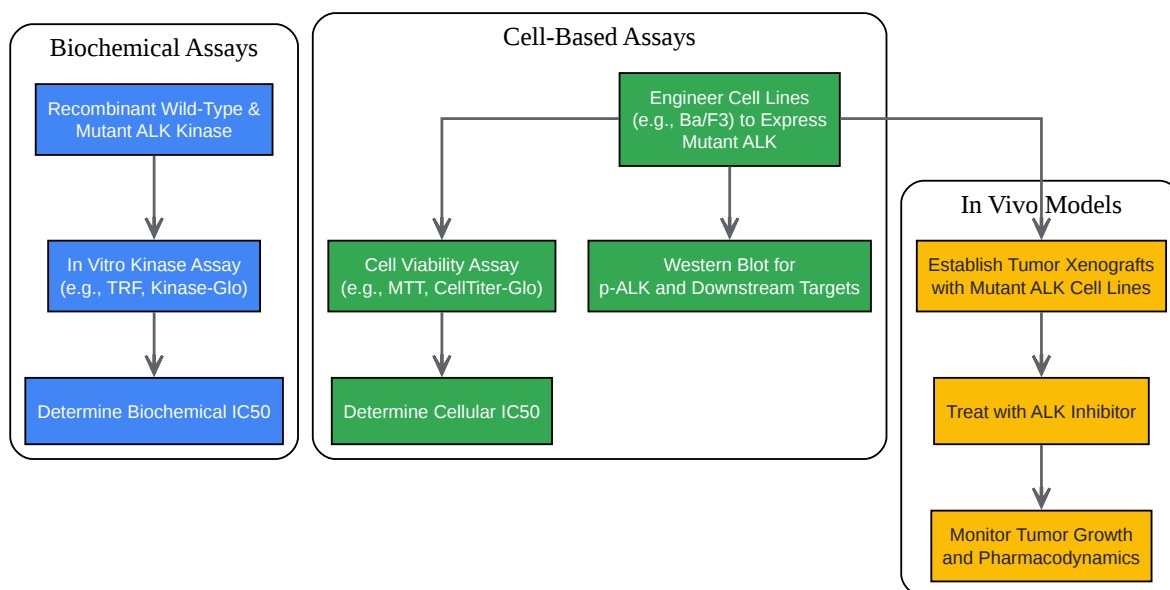 Biochemical Assays
Recombinant Wild-Type &
Mutant ALK Kinase
In Vitro Kinase Assay
(e.g., TRF, Kinase-Glo)
Determine Biochemical IC50
Cell-Based Assays
Engineer Cell Lines
(e.g., Ba/F3) to Express
Mutant ALK
Cell Viability Assay
(e.g., MTT, CellTiter-Glo)
Western Blot for
p-ALK and Downstream Targets
Determine Cellular IC50
In Vivo Models
Establish Tumor Xenografts
with Mutant ALK Cell Lines
Treat with ALK Inhibitor
Monitor Tumor Growth
and Pharmacodynamics